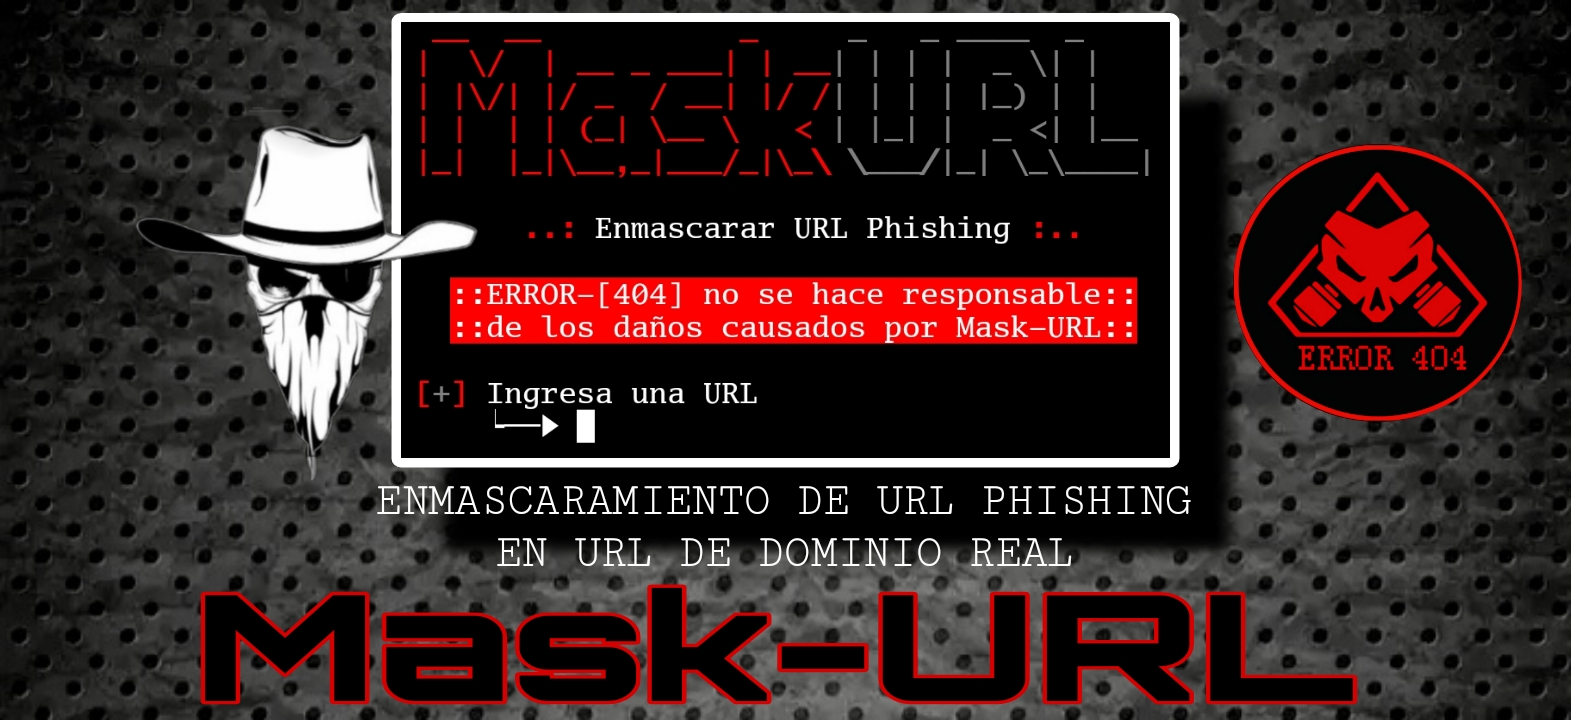 MaskURL
..: Enmascarar URL Phishing :..
::ERROR-[404] no se hace responsable::
::de los daños causados por Mask-URL::
[+] Ingresa una URL
ERROR 404
ENMASCARAMIENTO DE URL PHISHING
EN URL DE DOMINIO REAL
Mask-URL